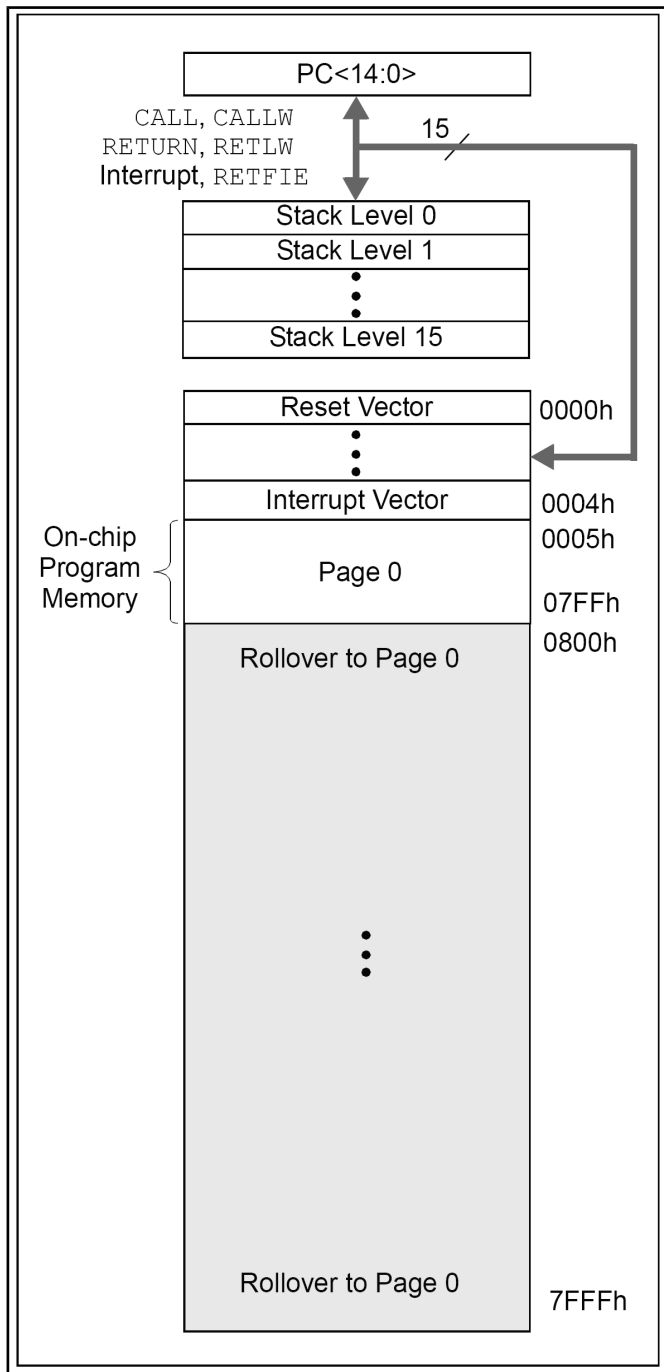 PC<14:0>
CALL, CALLW
RETURN, RETLW
Interrupt, RETFIE
15
Stack Level 0
Stack Level 1
Stack Level 15
Reset Vector
0000h
Interrupt Vector
0004h
On-chip
Program
Memory
0005h
Page 0
07FFh
Rollover to Page 0
0800h
Rollover to Page 0
7FFFh